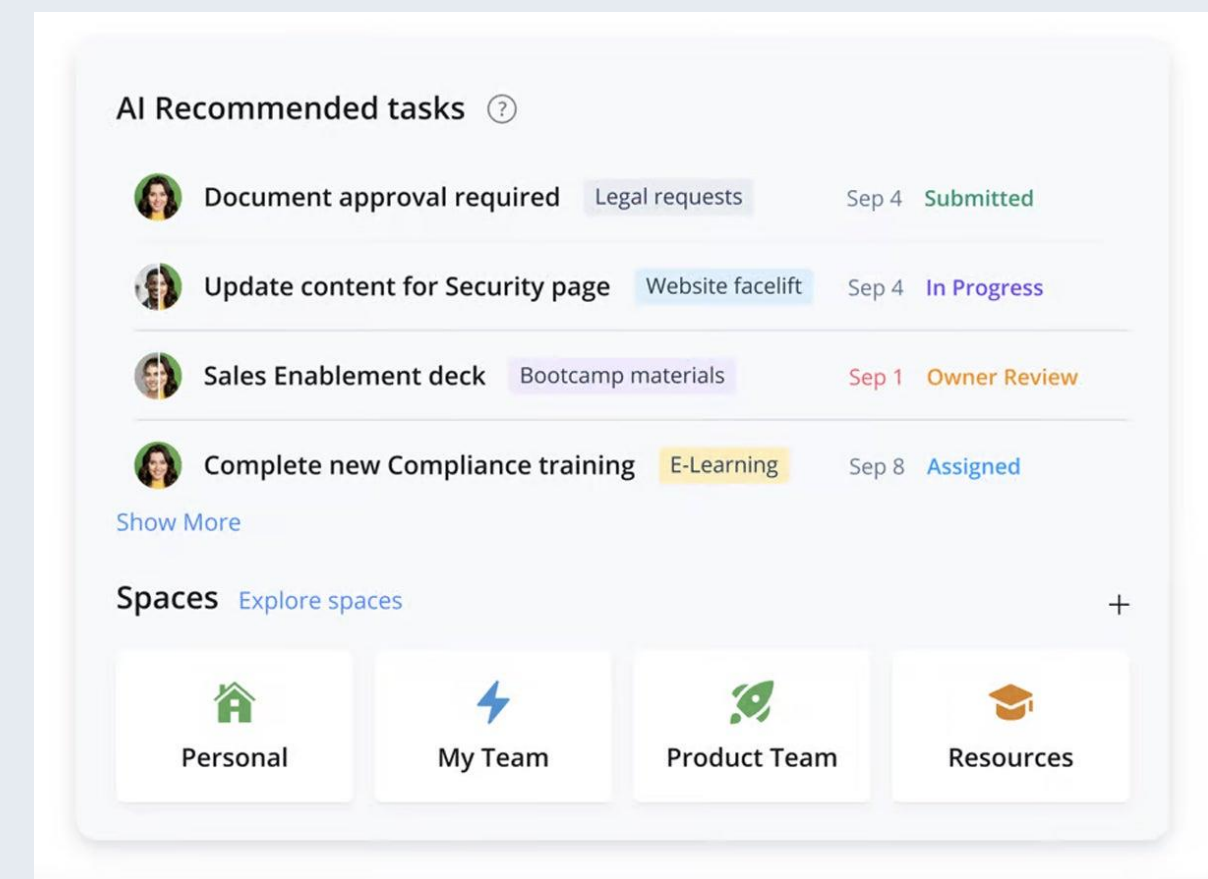 AI Recommended tasks ?
Document approval required Legal requests Sep 4 Submitted
Update content for Security page Website facelift Sep 4 In Progress
Sales Enablement deck Bootcamp materials Sep 1 Owner Review
Complete new Compliance training E-Learning Sep 8 Assigned
Show More
Spaces Explore spaces +
Personal My Team Product Team Resources